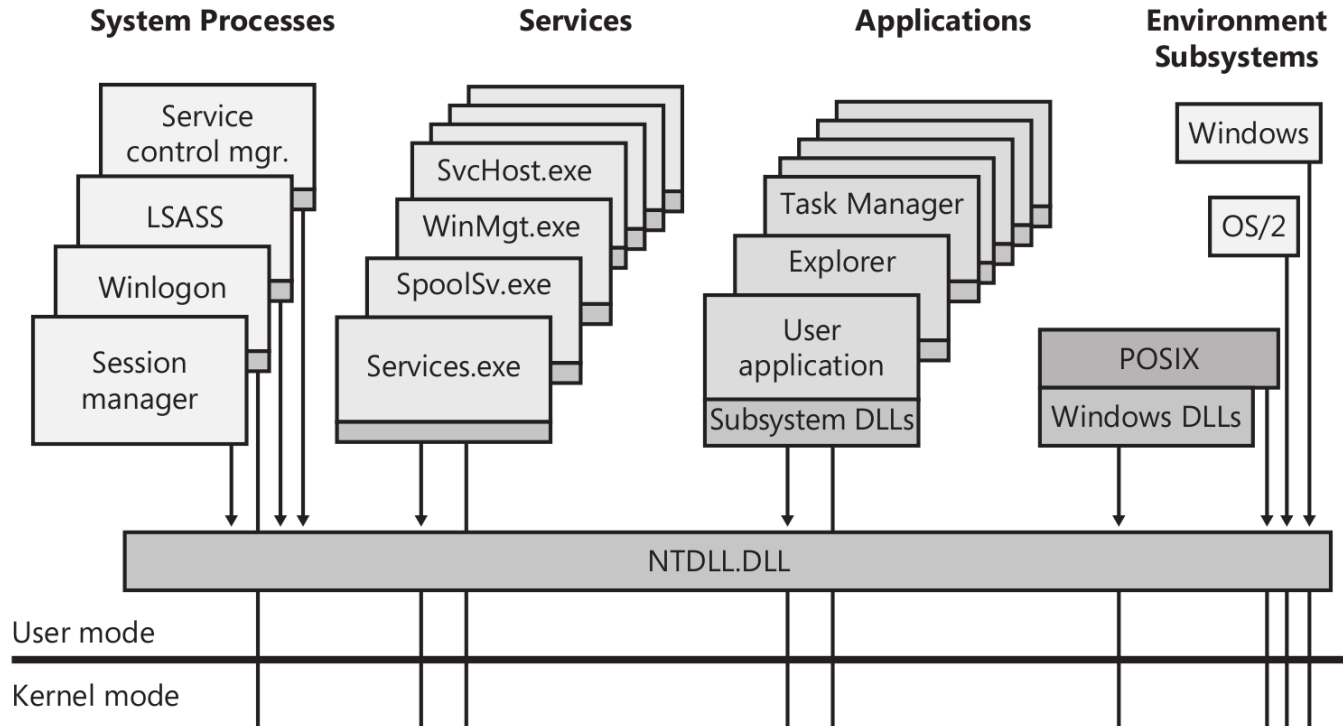 System Processes
Services
Applications
Environment
Subsystems
Service
control mgr.
LSASS
Winlogon
Session
manager
SvcHost.exe
WinMgt.exe
SpoolSv.exe
Services.exe
Task Manager
Explorer
User
application
Subsystem DLLs
Windows
OS/2
POSIX
Windows DLLs
NTDLL.DLL
User mode
Kernel mode